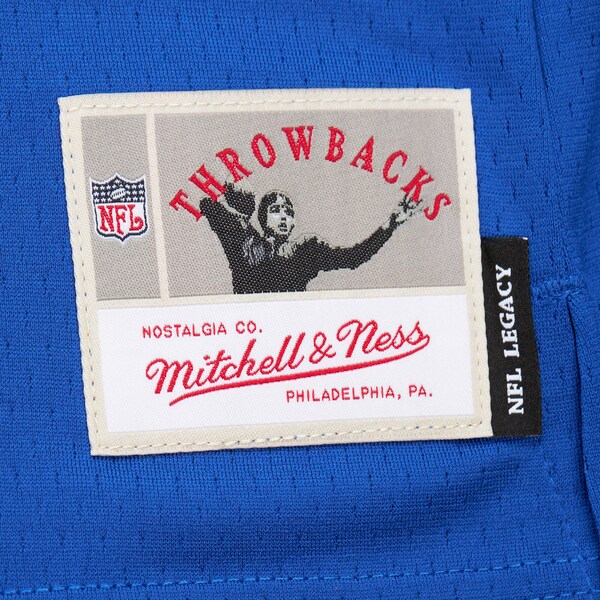 THROWBACKS
NFL
NOSTALGIA CO.
Mitchell & Ness
PHILADELPHIA, PA.
NFL LEGACY